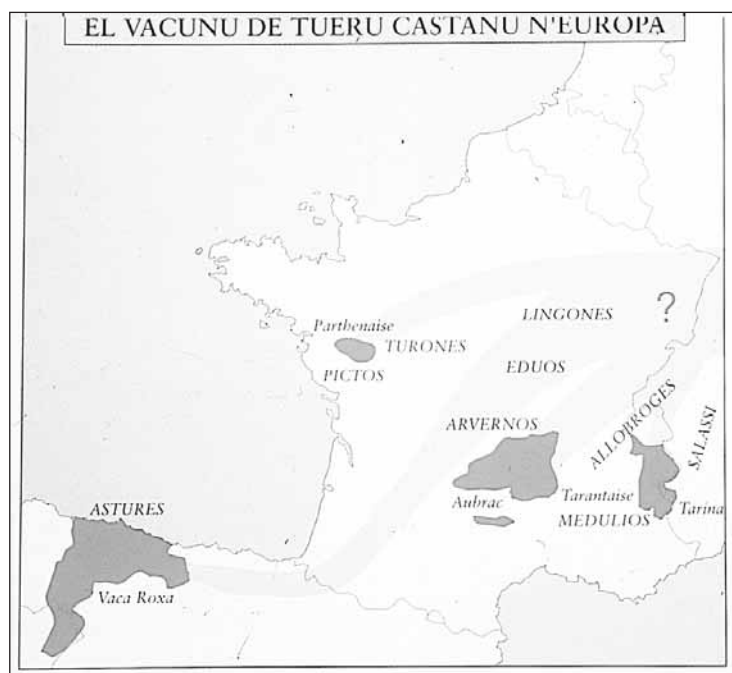 EL VACUNU DE TUERU CASTANU N'EUROPA
LINGONES
?
Parthenaise
TURONES
PICTOS
EDUOS
ALLOBROGES
SALASSI
ARVERNOS
Aubrac
Tarantaise
Tarina
MEDULIOS
ASTURES
Vaca Roxa